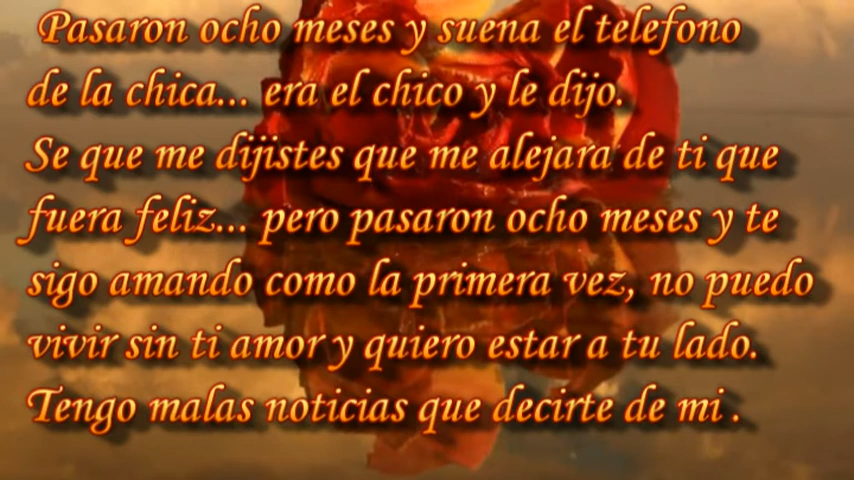 Pasaron ocho meses y suena el telefono
de la chica... era el chico y le dijo.
Se que me dijistes que me alejara de ti que
fuera feliz... pero pasaron ocho meses y te
sigo amando como la primera vez, no puedo
vivir sin ti amor y quiero estar a tu lado.
Tengo malas noticias que decirte de mi .